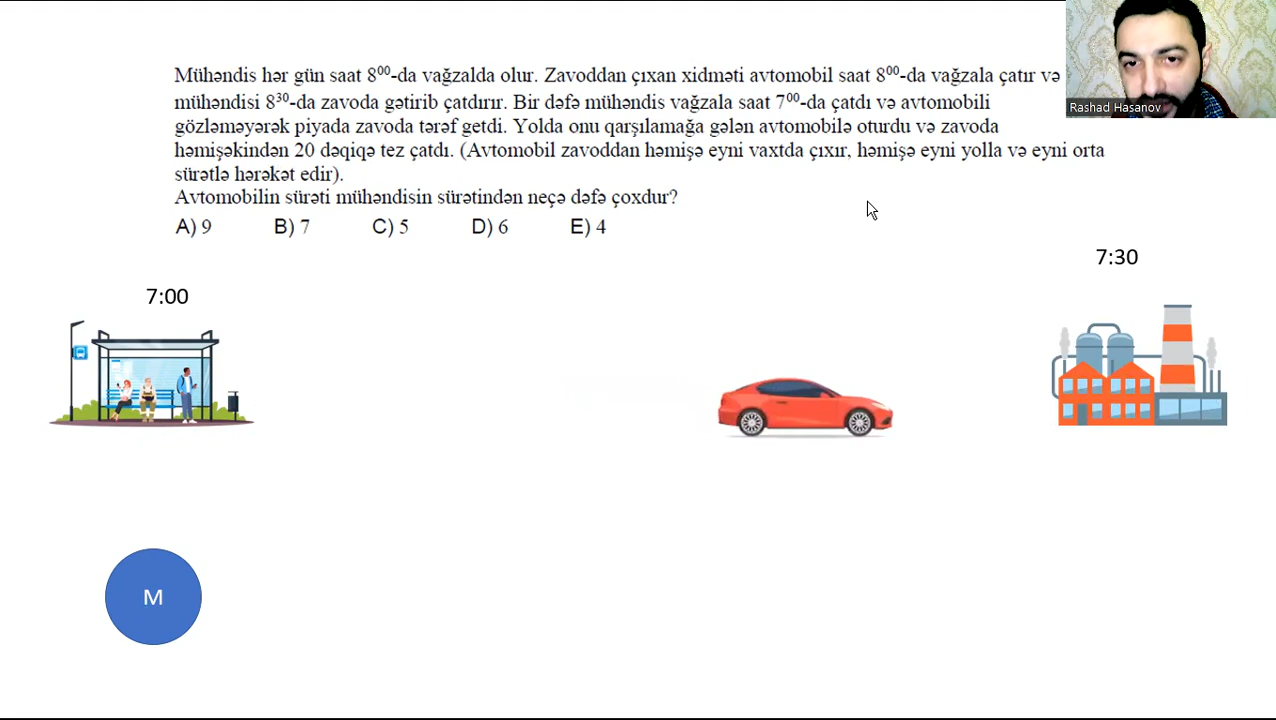 Mühəndis hər gün saat 8⁰⁰-da vağzalda olur. Zavoddan çıxan xidməti avtomobil saat 8⁰⁰-da vağzala çatır və
mühəndisi 8³⁰-da zavoda gətirib çatdırır. Bir dəfə mühəndis vağzala saat 7⁰⁰-da çatdı və avtomobili
gözləməyərək piyada zavoda tərəf getdi. Yolda onu qarşılamağa gələn avtomobilə oturdu və zavoda
həmişəkindən 20 dəqiqə tez çatdı. (Avtomobil zavoddan həmişə eyni vaxtda çıxır, həmişə eyni yolla və eyni orta
sürətlə hərəkət edir).
Avtomobilin sürəti mühəndisin sürətindən neçə dəfə çoxdur?
A) 9 B) 7 C) 5 D) 6 E) 4
Rashad Hasanov
7:30
7:00
M